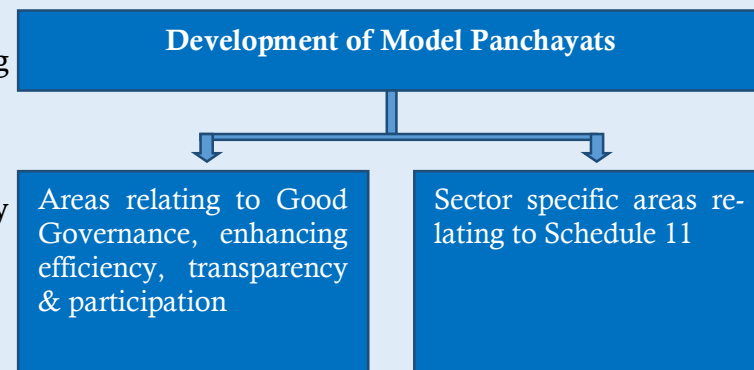 Development of Model Panchayats
g
y
Areas relating to Good
Governance, enhancing
efficiency, transparency
& participation
Sector specific areas re-
lating to Schedule 11